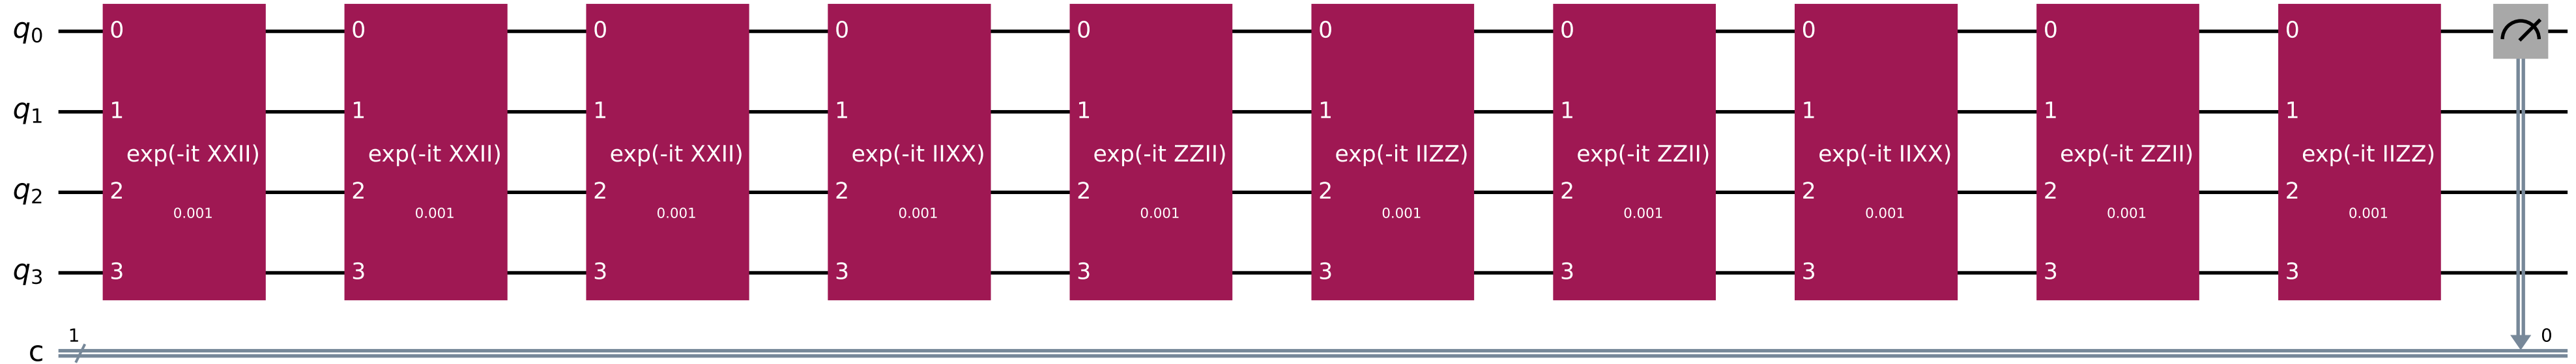 q0 0 0 0 0 0 0 0 0 0 0
q1 1 1 1 1 1 1 1 1 1 1
exp(-it XXII) exp(-it XXII) exp(-it XXII) exp(-it IIXX) exp(-it ZZII) exp(-it IIZZ) exp(-it ZZII) exp(-it IIXX) exp(-it ZZII) exp(-it IIZZ)
q2 2 2 2 2 2 2 2 2 2 2
0.001 0.001 0.001 0.001 0.001 0.001 0.001 0.001 0.001 0.001
q3 3 3 3 3 3 3 3 3 3 3
1 0
c